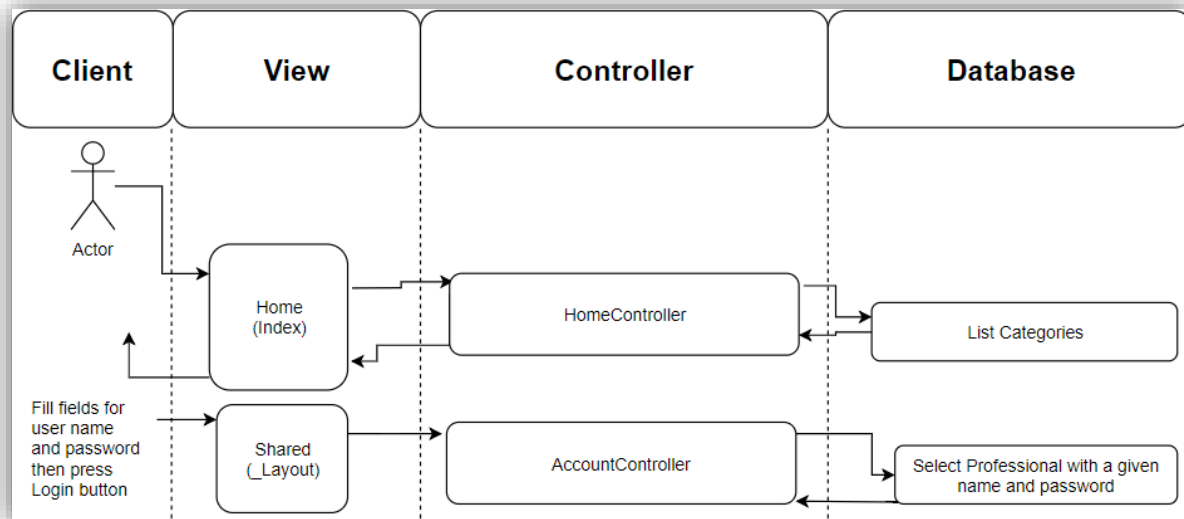 Client
View
Controller
Database
Actor
Home
(Index)
HomeController
List Categories
Fill fields for
user name
and password
then press
Login button
Shared
(_Layout)
AccountController
Select Professional with a given
name and password